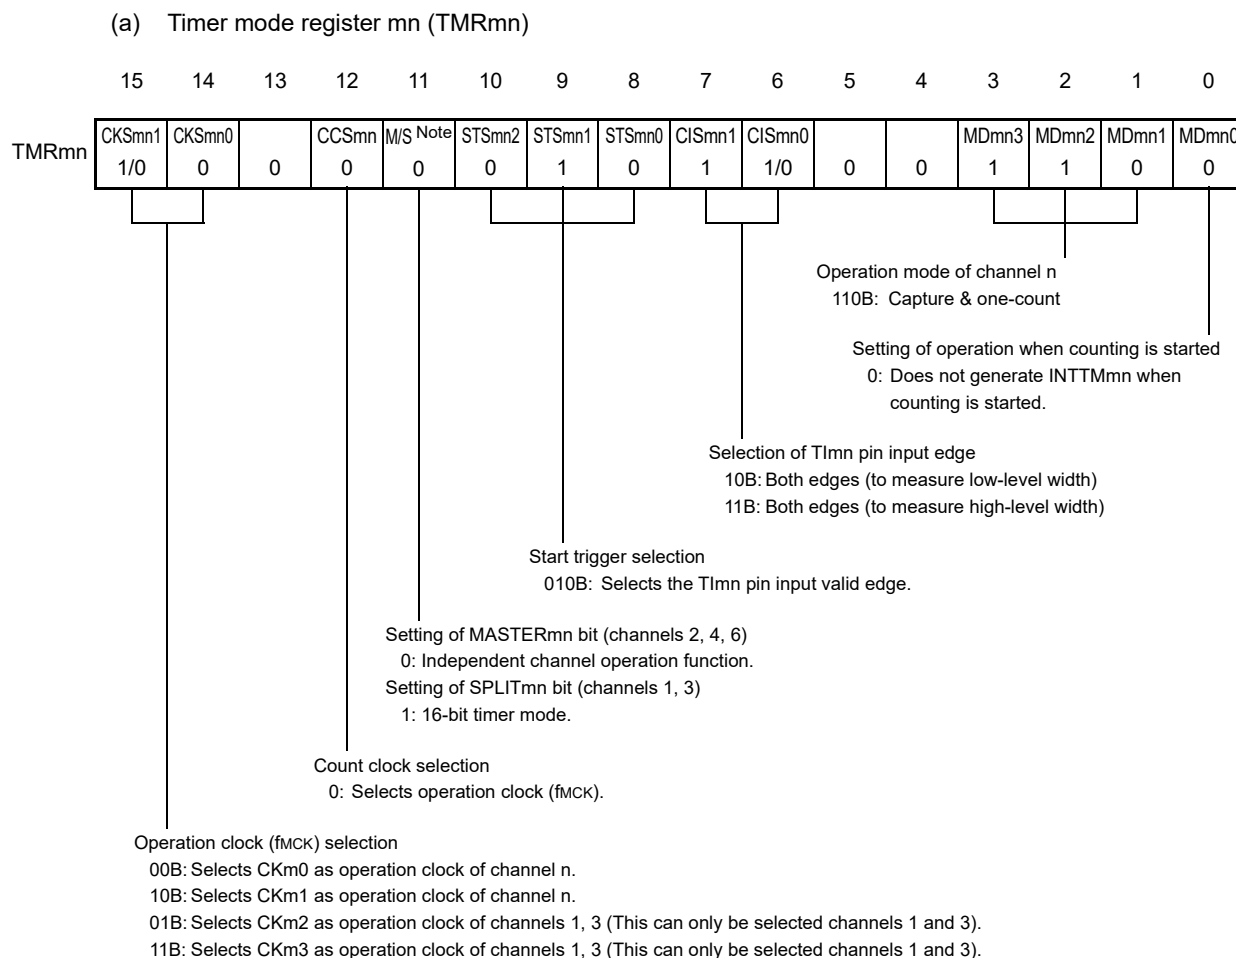 (a) Timer mode register mn (TMRmn)
15 14 13 12 11 10 9 8 7 6 5 4 3 2 1 0
TMRmn CKSmn1 CKSmn0 CCSmn M/S Note STSmn2 STSmn1 STSmn0 CISmn1 CISmn0 MDmn3 MDmn2 MDmn1 MDmn0
1/0 0 0 0 0 0 1 0 1 1/0 0 0 1 1 0 0
Operation mode of channel n
110B: Capture & one-count
Setting of operation when counting is started
0: Does not generate INTTMmn when
counting is started.
Selection of TImn pin input edge
10B: Both edges (to measure low-level width)
11B: Both edges (to measure high-level width)
Start trigger selection
010B: Selects the TImn pin input valid edge.
Setting of MASTERmn bit (channels 2, 4, 6)
0: Independent channel operation function.
Setting of SPLITmn bit (channels 1, 3)
1: 16-bit timer mode.
Count clock selection
0: Selects operation clock (fMCK).
Operation clock (fMCK) selection
00B: Selects CKm0 as operation clock of channel n.
10B: Selects CKm1 as operation clock of channel n.
01B: Selects CKm2 as operation clock of channels 1, 3 (This can only be selected channels 1 and 3).
11B: Selects CKm3 as operation clock of channels 1, 3 (This can only be selected channels 1 and 3).